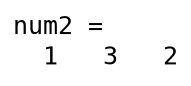 num2 =
1 3 2